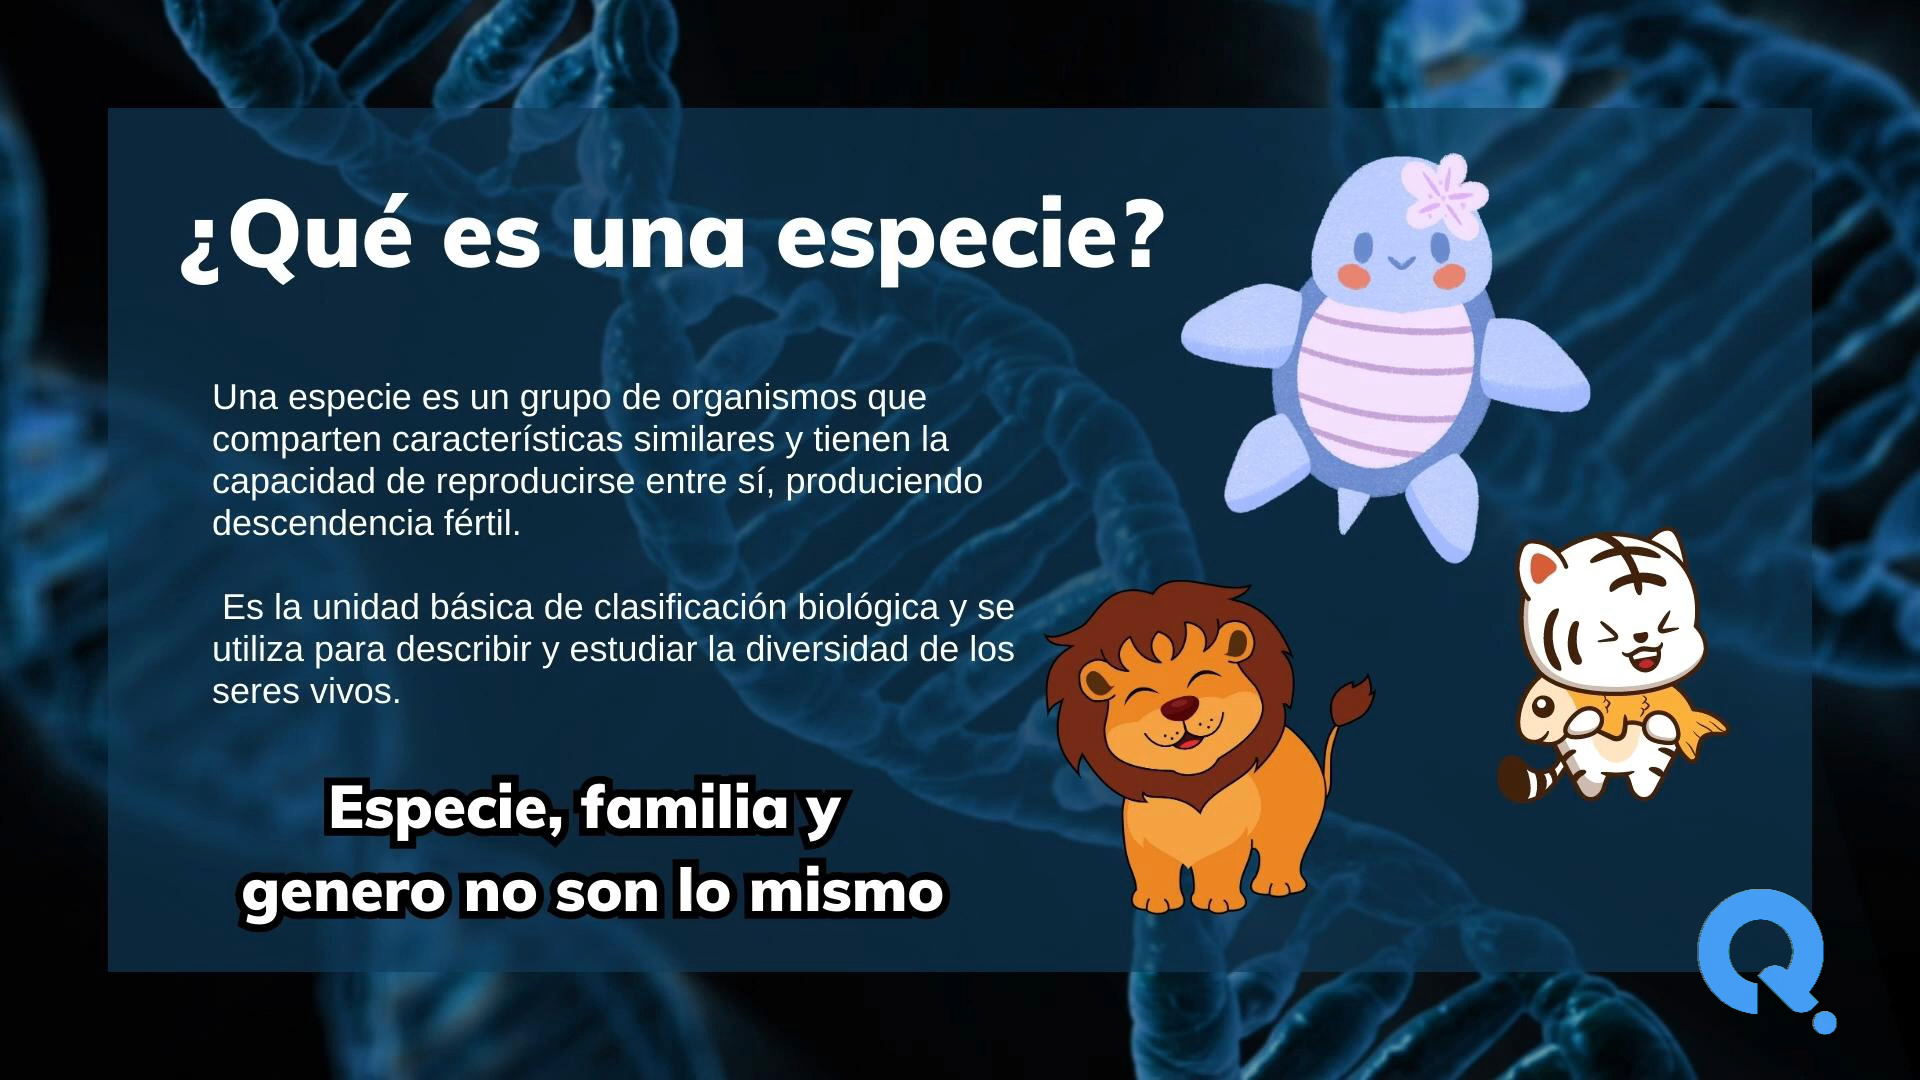 ¿Qué es una especie?
Una especie es un grupo de organismos que
comparten características similares y tienen la
capacidad de reproducirse entre sí, produciendo
descendencia fértil.
Es la unidad básica de clasificación biológica y se
utiliza para describir y estudiar la diversidad de los
seres vivos.
Especie, familia y
genero no son lo mismo